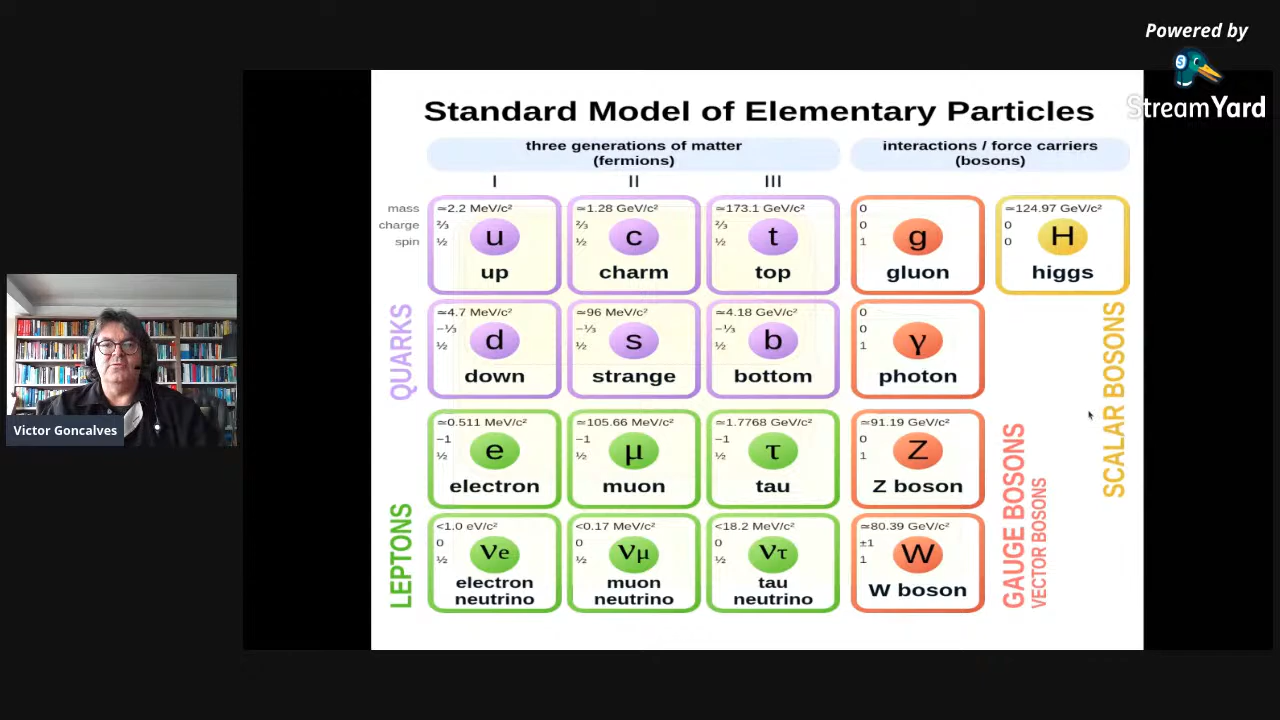 Powered by
StreamYard
Standard Model of Elementary Particles
three generations of matter
(fermions)
interactions / force carriers
(bosons)
I
II
III
mass
charge
spin
≃2.2 MeV/c²
⅔
½
u
up
≃1.28 GeV/c²
⅔
½
c
charm
≃173.1 GeV/c²
⅔
½
t
top
0
0
1
g
gluon
≃124.97 GeV/c²
0
0
H
higgs
QUARKS
≃4.7 MeV/c²
−⅓
½
d
down
≃96 MeV/c²
−⅓
½
s
strange
≃4.18 GeV/c²
−⅓
½
b
bottom
0
0
1
γ
photon
SCALAR BOSONS
≃0.511 MeV/c²
−1
½
e
electron
≃105.66 MeV/c²
−1
½
μ
muon
≃1.7768 GeV/c²
−1
½
τ
tau
≃91.19 GeV/c²
0
1
Z
Z boson
LEPTONS
<1.0 eV/c²
0
½
νe
electron
neutrino
<0.17 MeV/c²
0
½
νμ
muon
neutrino
<18.2 MeV/c²
0
½
ντ
tau
neutrino
≃80.39 GeV/c²
±1
1
W
W boson
GAUGE BOSONS
VECTOR BOSONS
Victor Goncalves